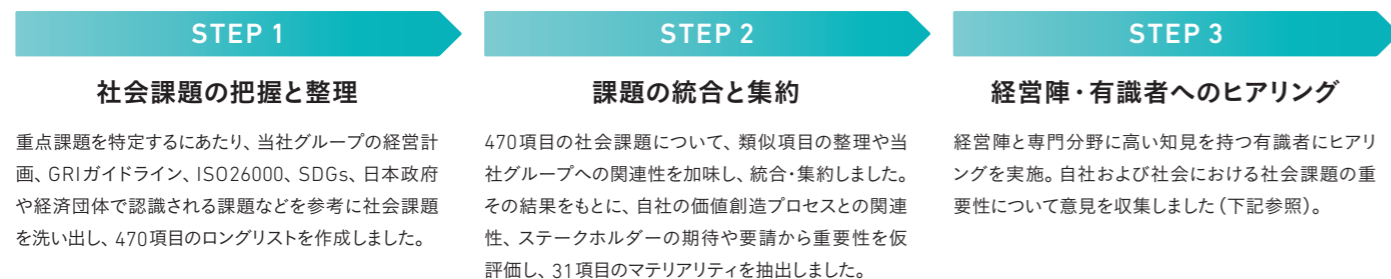 STEP 1
社会課題の把握と整理
重点課題を特定するにあたり、当社グループの経営計
画、GRIガイドライン、ISO26000、SDGs、日本政府
や経済団体で認識される課題などを参考に社会課題
を洗い出し、470項目のロングリストを作成しました。
STEP 2
課題の統合と集約
470項目の社会課題について、類似項目の整理や当
社グループへの関連性を加味し、統合・集約しました。
その結果をもとに、自社の価値創造プロセスとの関連
性、ステークホルダーの期待や要請から重要性を仮
評価し、31項目のマテリアリティを抽出しました。
STEP 3
経営陣・有識者へのヒアリング
経営陣と専門分野に高い知見を持つ有識者にヒアリ
ングを実施。自社および社会における社会課題の重
要性について意見を収集しました(下記参照)。